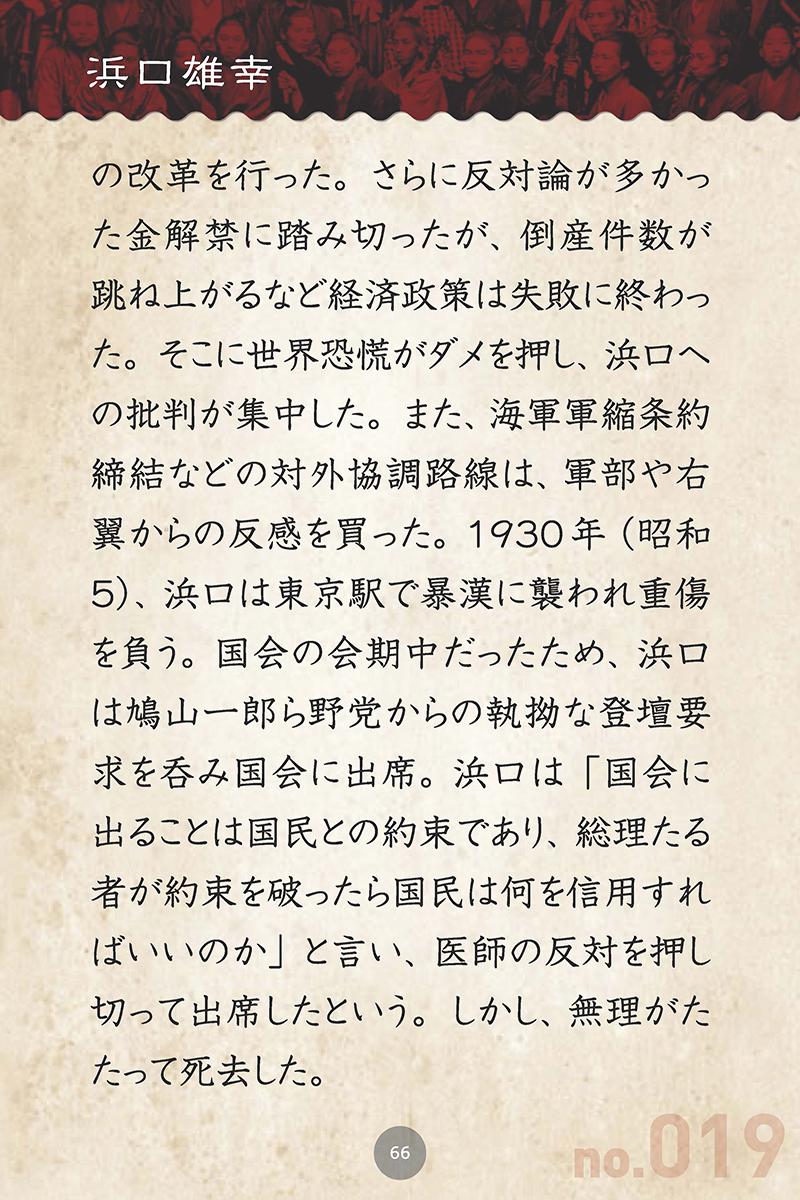 浜口雄幸
の改革を行った。さらに反対論が多かっ
た金解禁に踏み切ったが、倒産件数が
跳ね上がるなど経済政策は失敗に終わっ
た。そこに世界恐慌がダメを押し、浜口へ
の批判が集中した。また、海軍軍縮条約
締結などの対外協調路線は、軍部や右
翼からの反感を買った。1930年（昭和
5）、浜口は東京駅で暴漢に襲われ重傷
を負う。国会の会期中だったため、浜口
は鳩山一郎ら野党からの執拗な登壇要
求を呑み国会に出席。浜口は「国会に
出ることは国民との約束であり、総理たる
者が約束を破ったら国民は何を信用すれ
ばいいのか」と言い、医師の反対を押し
切って出席したという。しかし、無理がた
たって死去した。
66
no.019